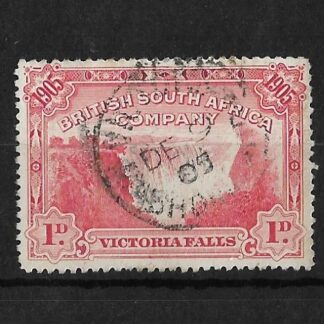 1905 1905
BRITISH SOUTH AFRICA
COMPANY
DE
05
1D 1D
VICTORIA FALLS